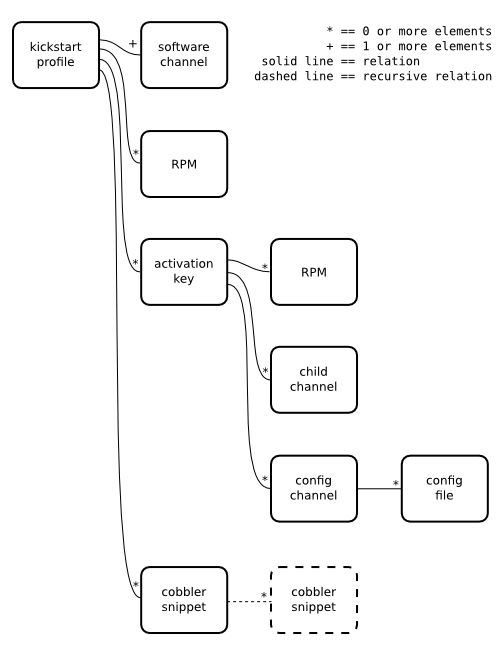 kickstart
profile
+
software
channel
* == 0 or more elements
+ == 1 or more elements
solid line == relation
dashed line == recursive relation
*
RPM
*
activation
key
*
RPM
*
child
channel
*
config
channel
*
config
file
*
cobbler
snippet
*
cobbler
snippet